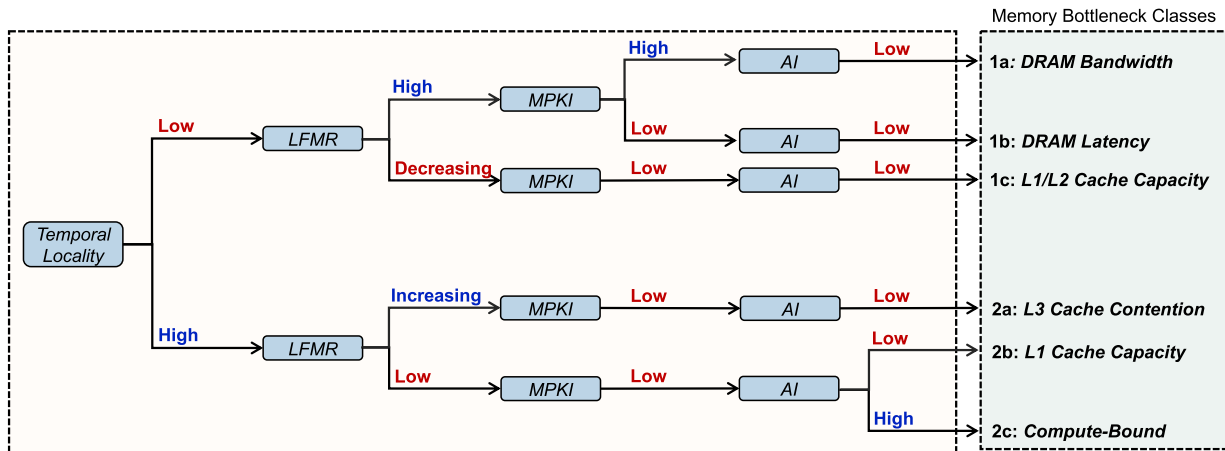 Memory Bottleneck Classes
High
AI
Low
1a: DRAM Bandwidth
High
MPKI
Low
LFMR
Low
AI
Low
1b: DRAM Latency
Decreasing
MPKI
Low
AI
Low
1c: L1/L2 Cache Capacity
Temporal
Locality
High
LFMR
Increasing
MPKI
Low
AI
Low
2a: L3 Cache Contention
Low
MPKI
Low
AI
Low
2b: L1 Cache Capacity
High
2c: Compute-Bound